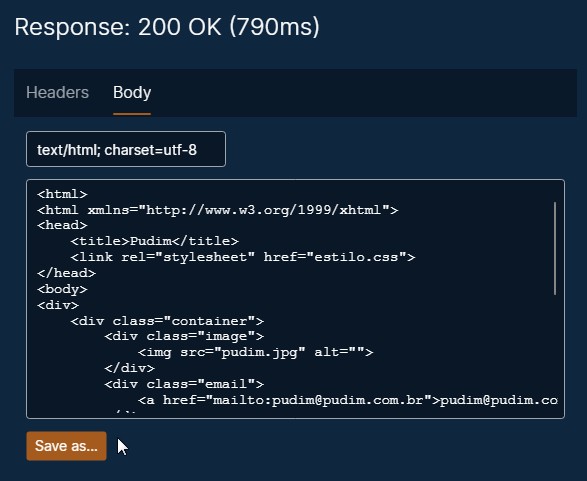 Response: 200 OK (790ms)
Headers Body
text/html; charset=utf-8
<html>
<html xmlns="http://www.w3.org/1999/xhtml">
<head>
    <title>Pudim</title>
    <link rel="stylesheet" href="estilo.css">
</head>
<body>
<div>
    <div class="container">
        <div class="image">
            <img src="pudim.jpg" alt="">
        </div>
        <div class="email">
            <a href="mailto:pudim@pudim.com.br">pudim@pudim.co
Save as...